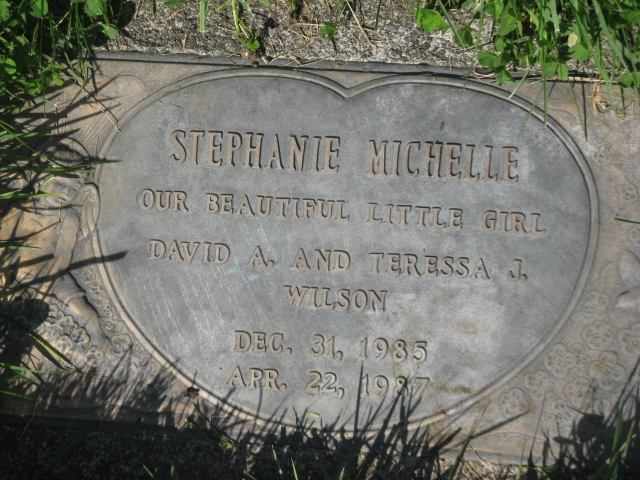 STEPHANIE MICHELLE
OUR BEAUTIFUL LITTLE GIRL
DAVID A. AND TERESSA J.
WILSON
DEC. 31, 1985
APR. 22, 1987